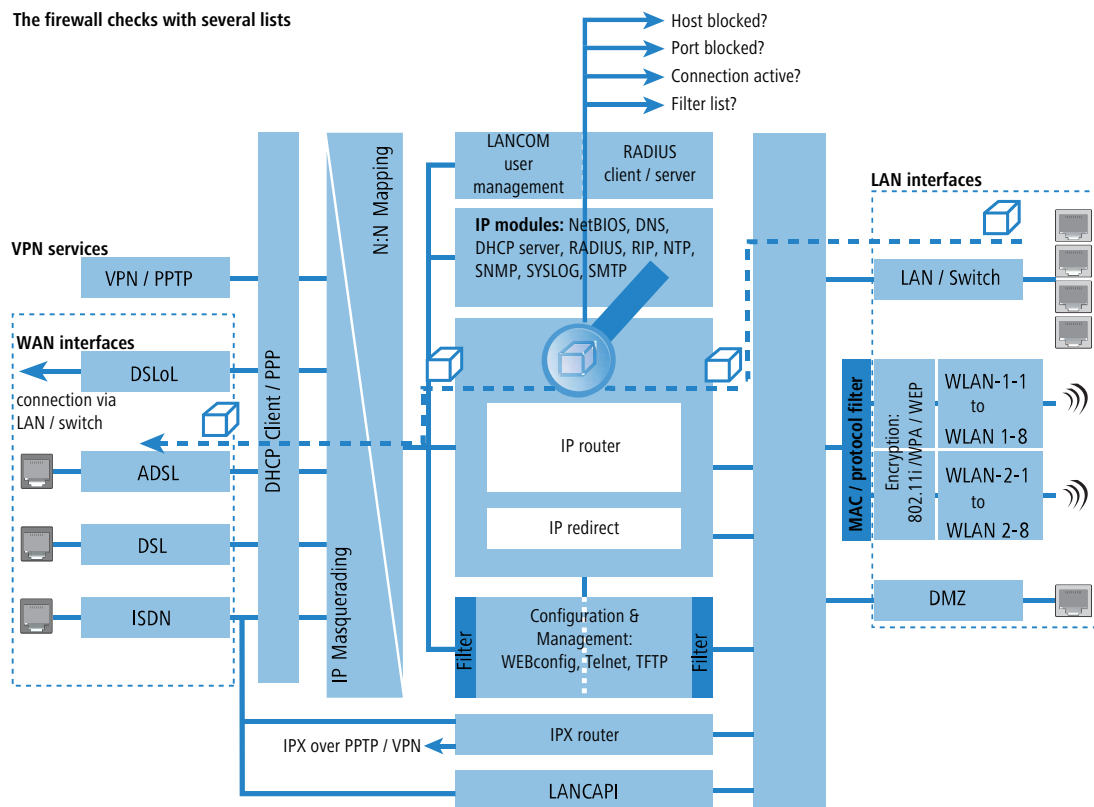 The firewall checks with several lists
Host blocked?
Port blocked?
Connection active?
Filter list?
LANCOM
user
management
RADIUS
client / server
N:N Mapping
IP modules: NetBIOS, DNS,
DHCP server, RADIUS, RIP, NTP,
SNMP, SYSLOG, SMTP
LAN interfaces
VPN services
VPN / PPTP
LAN / Switch
WAN interfaces
DSLoL
connection via
LAN / switch
ADSL
DSL
ISDN
DHCP Client / PPP
IP Masquerading
IP router
IP redirect
MAC / protocol filter
Encryption:
802.11i /WPA / WEP
WLAN-1-1
to
WLAN 1-8
WLAN-2-1
to
WLAN 2-8
DMZ
Filter
Configuration &
Management:
WEBconfig, Telnet, TFTP
Filter
IPX over PPTP / VPN
IPX router
LANCAPI